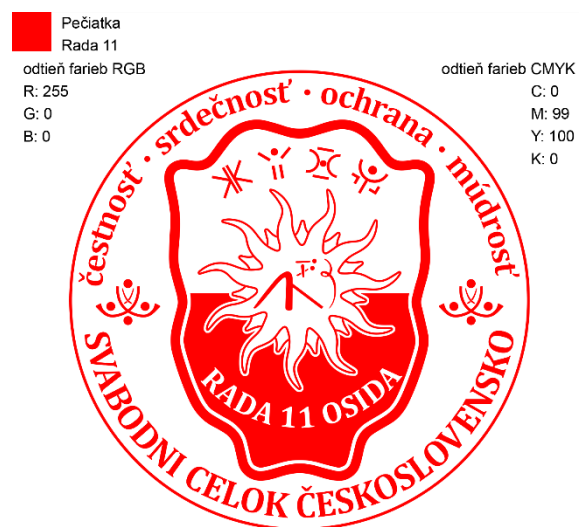 Pečiatka
Rada 11
odtieň farieb RGB
R: 255
G: 0
B: 0
odtieň farieb CMYK
C: 0
M: 99
Y: 100
K: 0
čestnosť · srdečnosť · ochrana · múdrosť
RADA 11 OSIDA
SVABODNI CELOK ČESKOSLOVENSKO